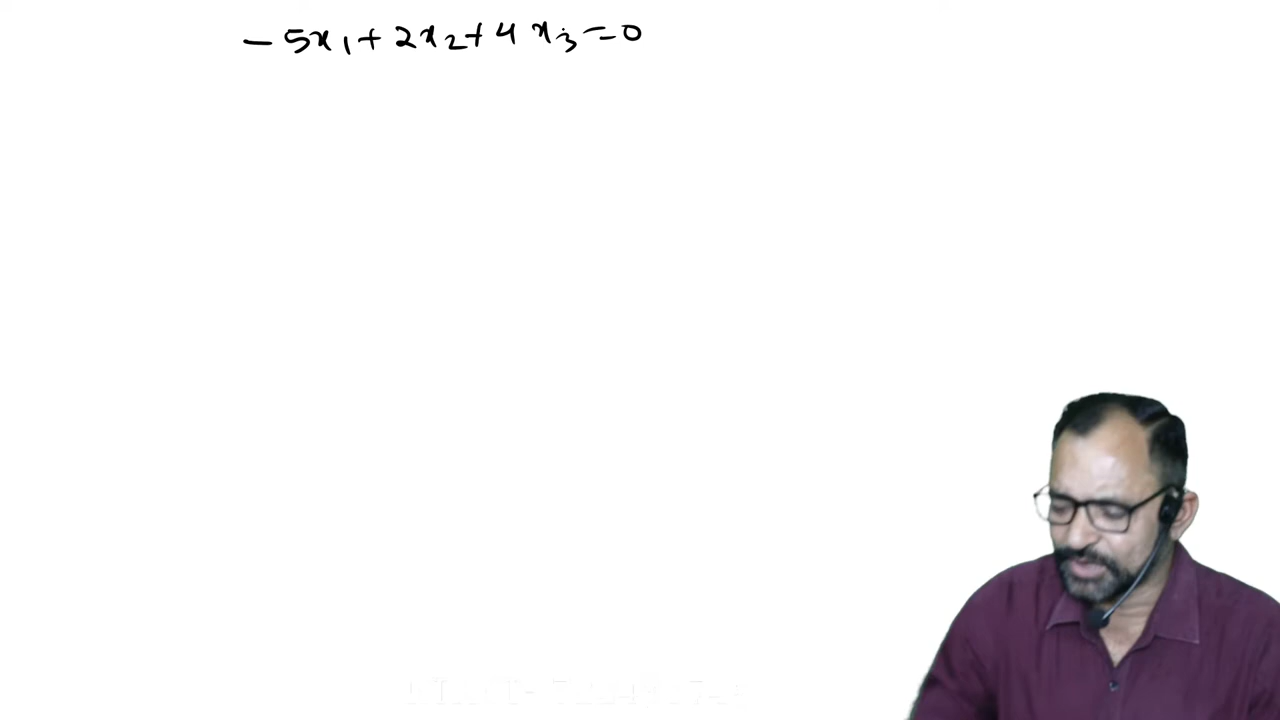 - 5x₁ + 2x₂ + 4x₃ = 0